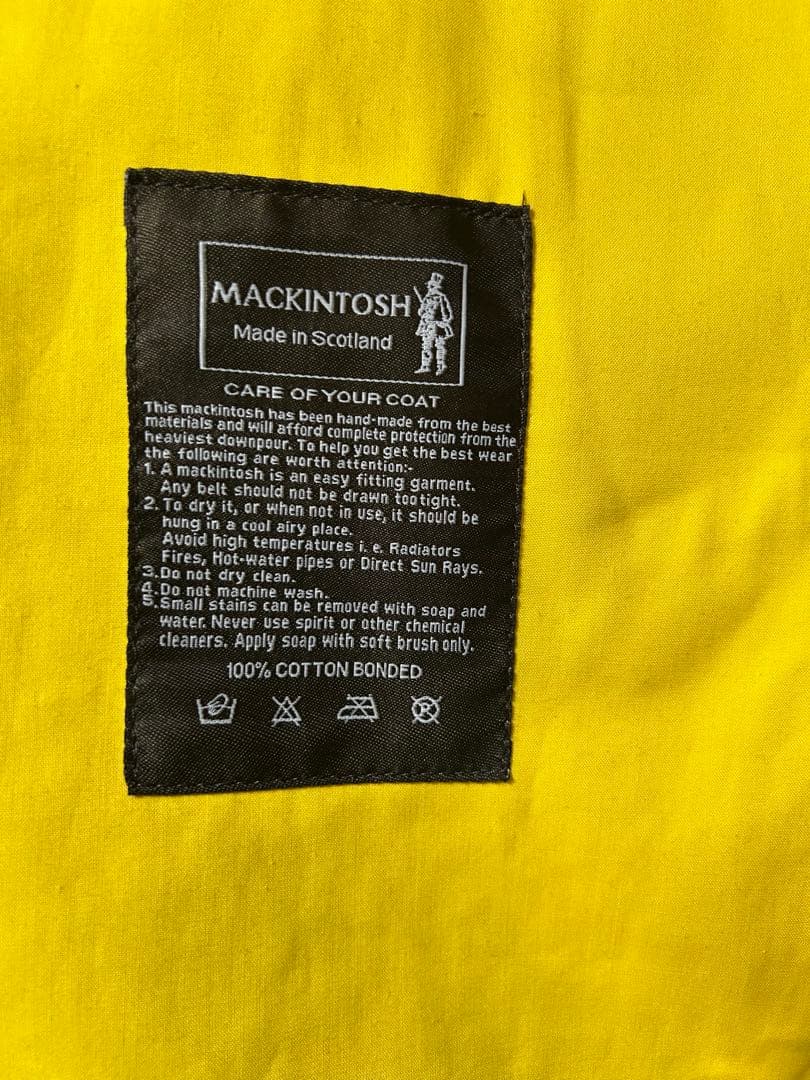 MACKINTOSH
Made in Scotland
CARE OF YOUR COAT
This mackintosh has been hand-made from the best
materials and will afford complete protection from the
heaviest downpour. To help you get the best wear
the following are worth attention:-
1. A mackintosh is an easy fitting garment.
Any belt should not be drawn too tight.
2. To dry it, or when not in use, it should be
hung in a cool airy place.
Avoid high temperatures i. e. Radiators
Fires, Hot-water pipes or Direct Sun Rays.
3. Do not dry clean.
4. Do not machine wash.
5. Small stains can be removed with soap and
water. Never use spirit or other chemical
cleaners. Apply soap with soft brush only.
100% COTTON BONDED
P